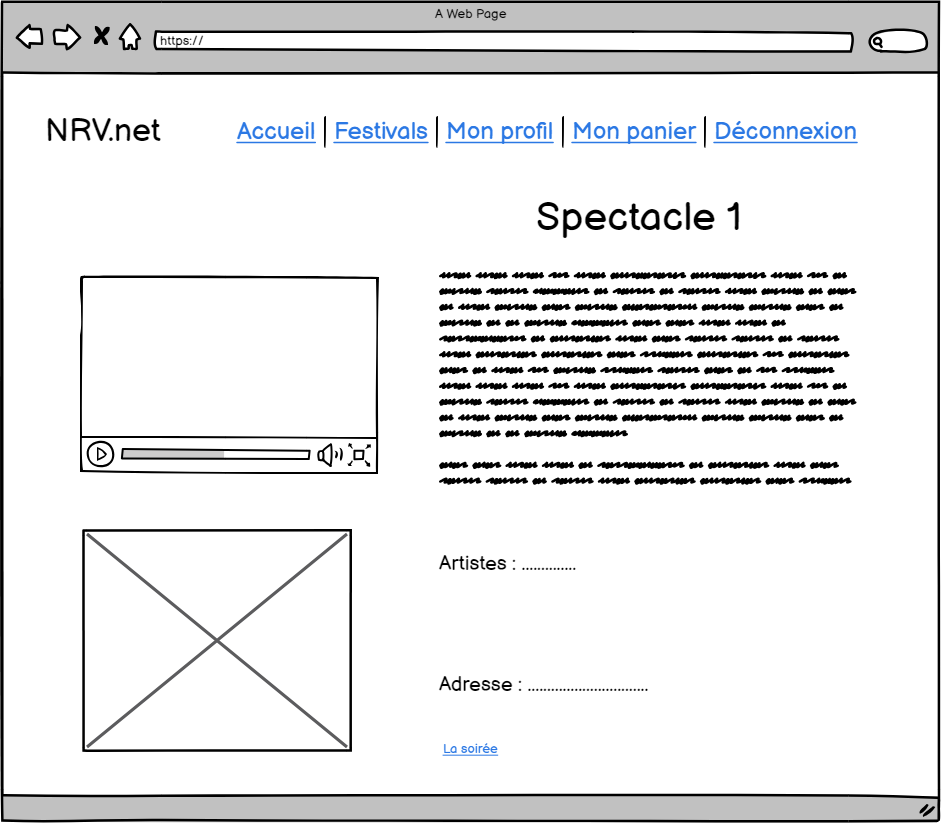 A Web Page
https://
NRV.net
Accueil Festivals Mon profil Mon panier Déconnexion
Spectacle 1
Artistes : ..............
Adresse : ...............................
La soirée